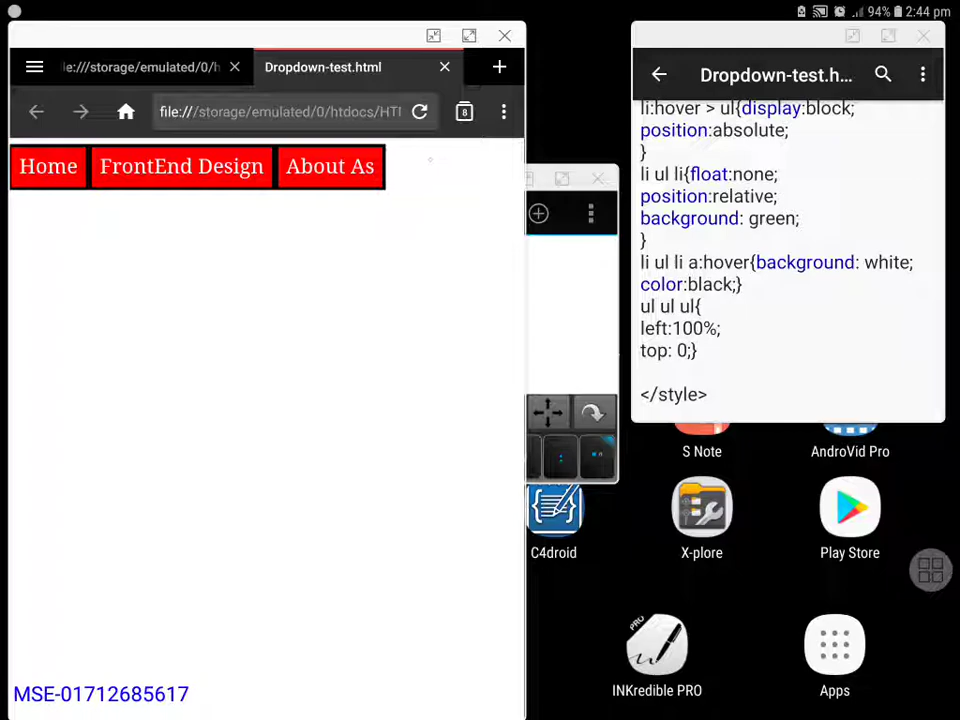 94% 2:44 pm
le:///storage/emulated/0/h
Dropdown-test.html
file:///storage/emulated/0/htdocs/HTM
8
Home
FrontEnd Design
About As
MSE-01712685617
Dropdown-test.h...
li:hover > ul{display:block;
position:absolute;
}
li ul li{float:none;
position:relative;
background: green;
}
li ul li a:hover{background: white;
color:black;}
ul ul ul{
left:100%;
top: 0;}
</style>
S Note
AndroVid Pro
C4droid
X-plore
Play Store
PRO
INKredible PRO
Apps